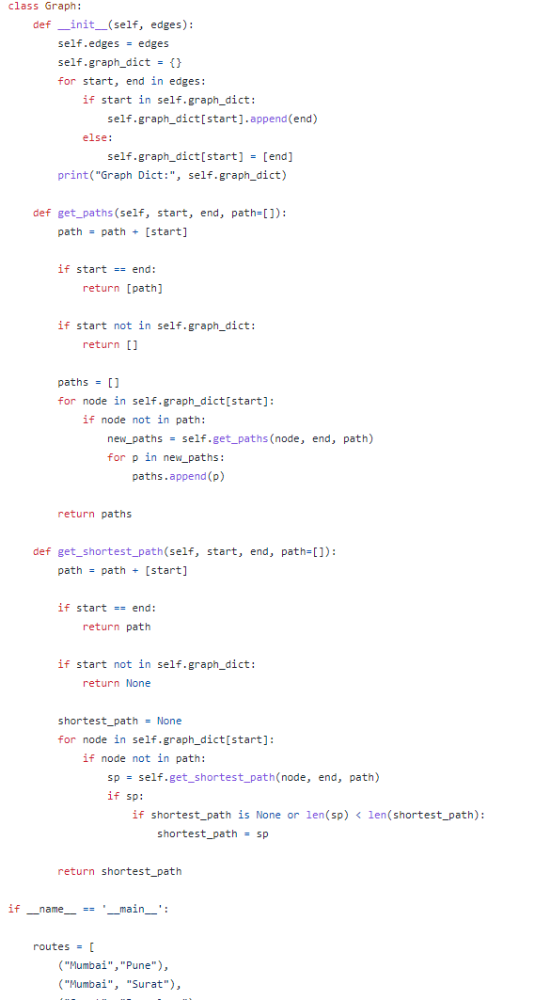 class Graph:
    def __init__(self, edges):
        self.edges = edges
        self.graph_dict = {}
        for start, end in edges:
            if start in self.graph_dict:
                self.graph_dict[start].append(end)
            else:
                self.graph_dict[start] = [end]
        print("Graph Dict:", self.graph_dict)

    def get_paths(self, start, end, path=[]):
        path = path + [start]

        if start == end:
            return [path]

        if start not in self.graph_dict:
            return []

        paths = []
        for node in self.graph_dict[start]:
            if node not in path:
                new_paths = self.get_paths(node, end, path)
                for p in new_paths:
                    paths.append(p)

        return paths

    def get_shortest_path(self, start, end, path=[]):
        path = path + [start]

        if start == end:
            return path

        if start not in self.graph_dict:
            return None

        shortest_path = None
        for node in self.graph_dict[start]:
            if node not in path:
                sp = self.get_shortest_path(node, end, path)
                if sp:
                    if shortest_path is None or len(sp) < len(shortest_path):
                        shortest_path = sp

        return shortest_path

if __name__ == '__main__':

    routes = [
        ("Mumbai","Pune"),
        ("Mumbai", "Surat"),